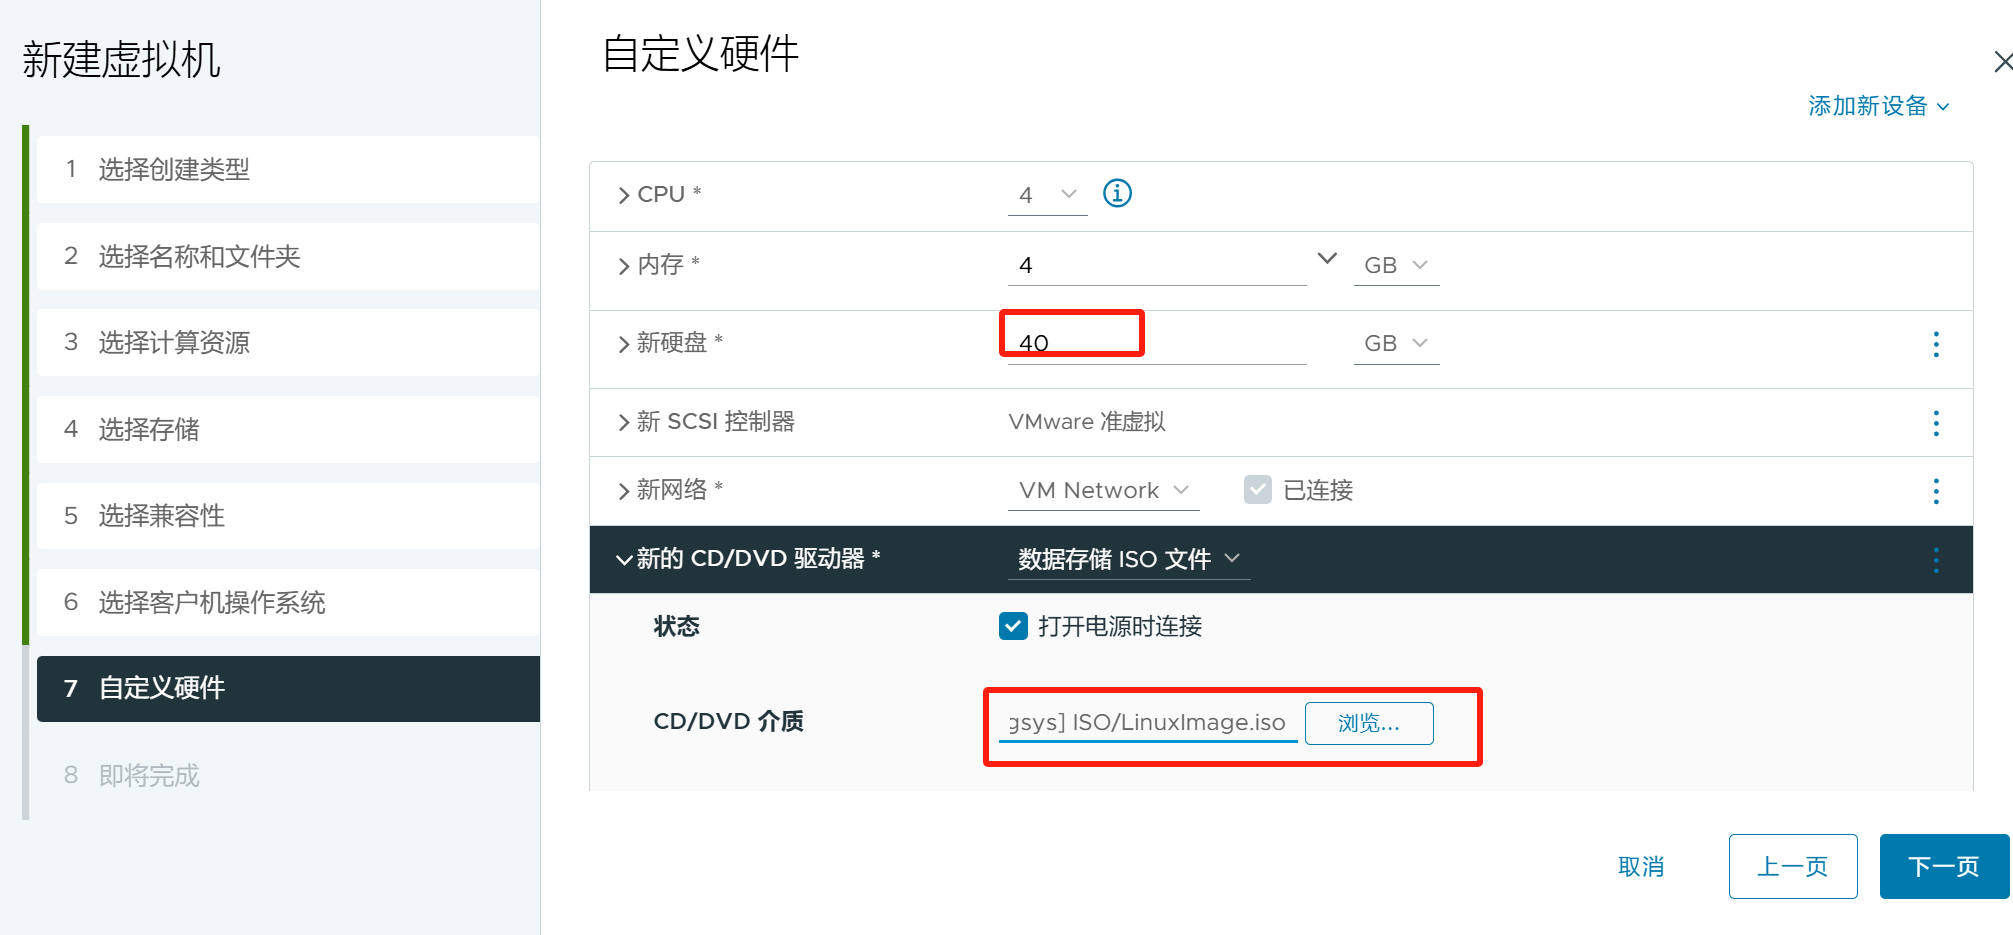 新建虚拟机
1 选择创建类型
2 选择名称和文件夹
3 选择计算资源
4 选择存储
5 选择兼容性
6 选择客户机操作系统
7 自定义硬件
8 即将完成
自定义硬件
添加新设备
CPU * 4
内存 * 4 GB
新硬盘 * 40 GB
新 SCSI 控制器 VMware 准虚拟
新网络 * VM Network 已连接
新的 CD/DVD 驱动器 * 数据存储 ISO 文件
状态 打开电源时连接
CD/DVD 介质 gsys] ISO/LinuxImage.iso 浏览...
取消 上一页 下一页